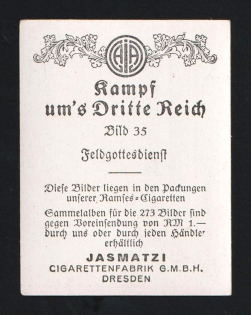 Kampf
um's Dritte Reich
Bild 35
Feldgottesdienst
Diese Bilder liegen in den Packungen
unserer Ramses=Cigaretten
Sammelalben für die 273 Bilder sind
gegen Voreinsendung von RM 1.—
durch uns oder durch jeden Händler
erhältlich
JASMATZI
CIGARETTENFABRIK G.M.B.H.
DRESDEN